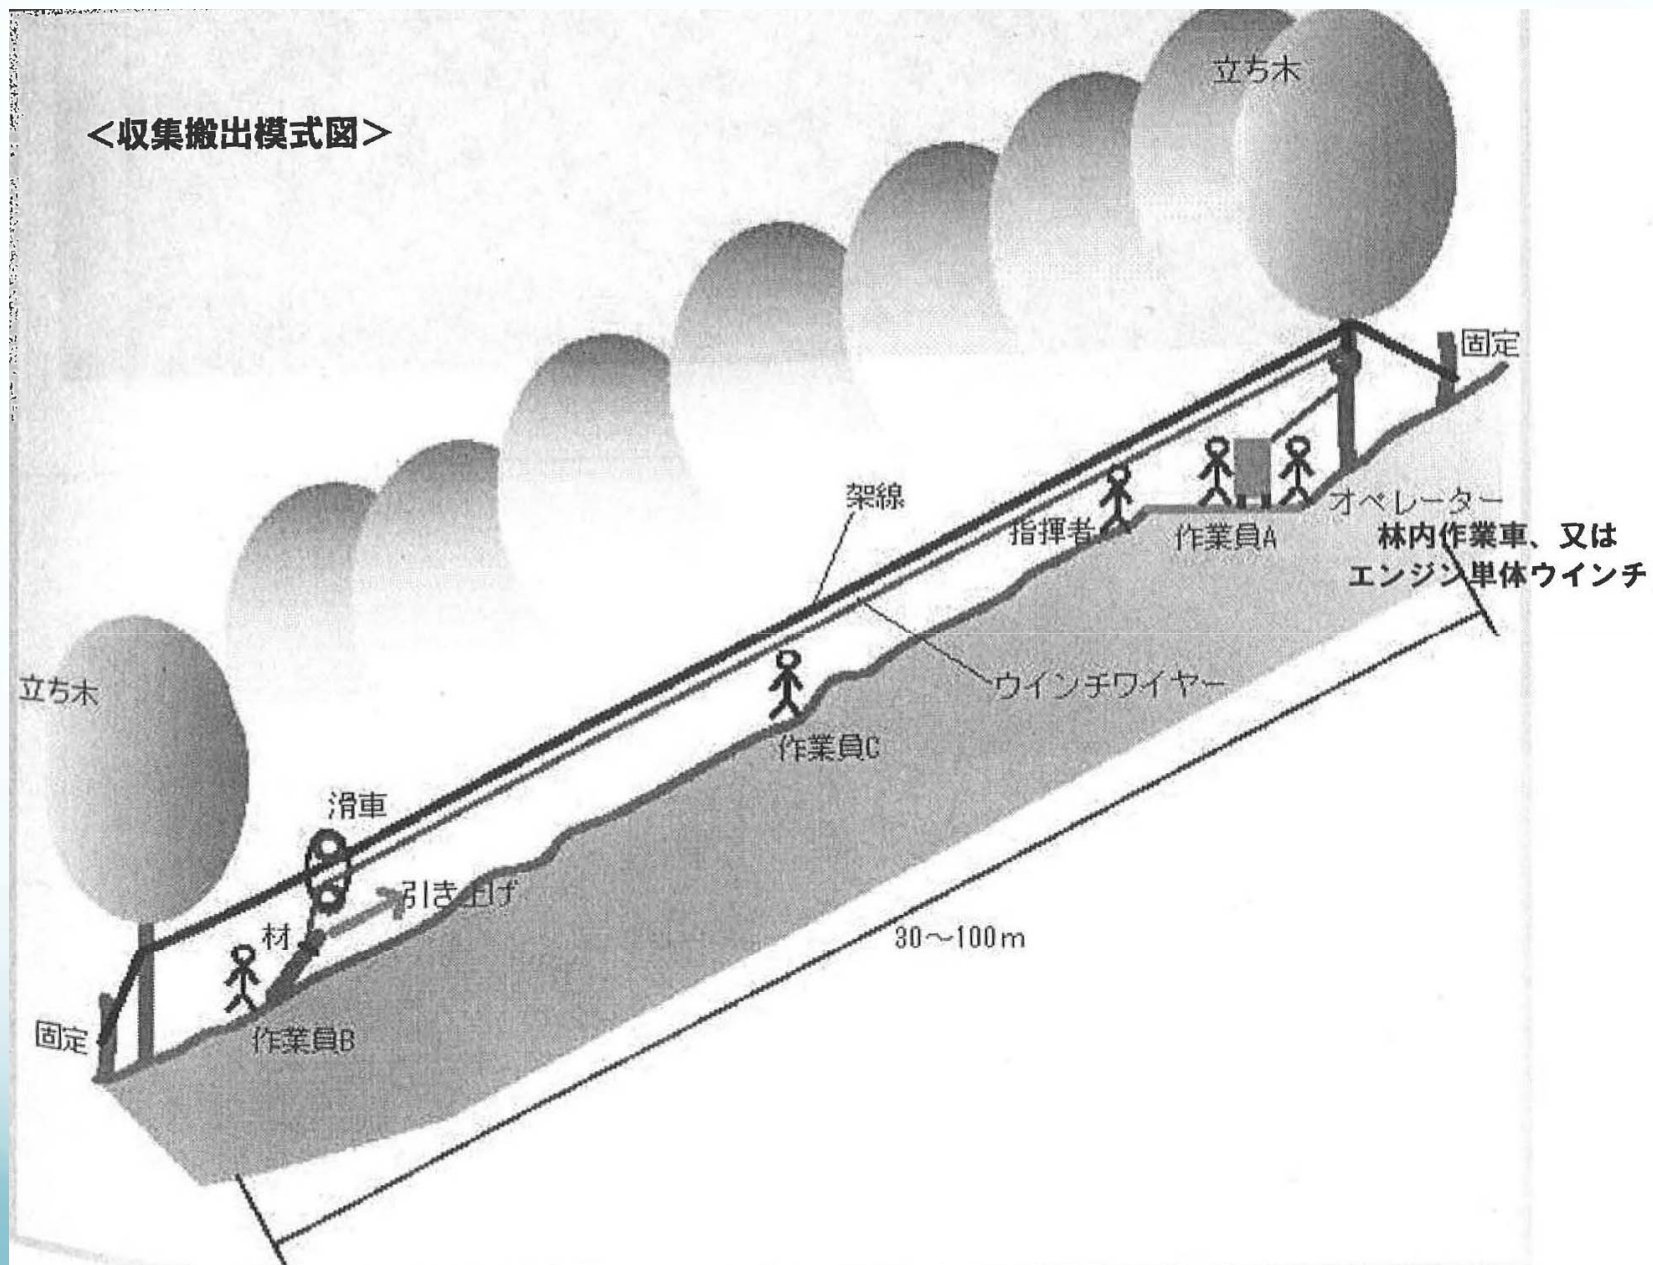 立ち木
<収集搬出模式図>
固定
架線
オペレーター
指揮者
作業員A
林内作業車、又は
エンジン単体ウインチ
ウインチワイヤー
立ち木
作業員C
滑車
引き上げ
材
30～100m
固定
作業員B